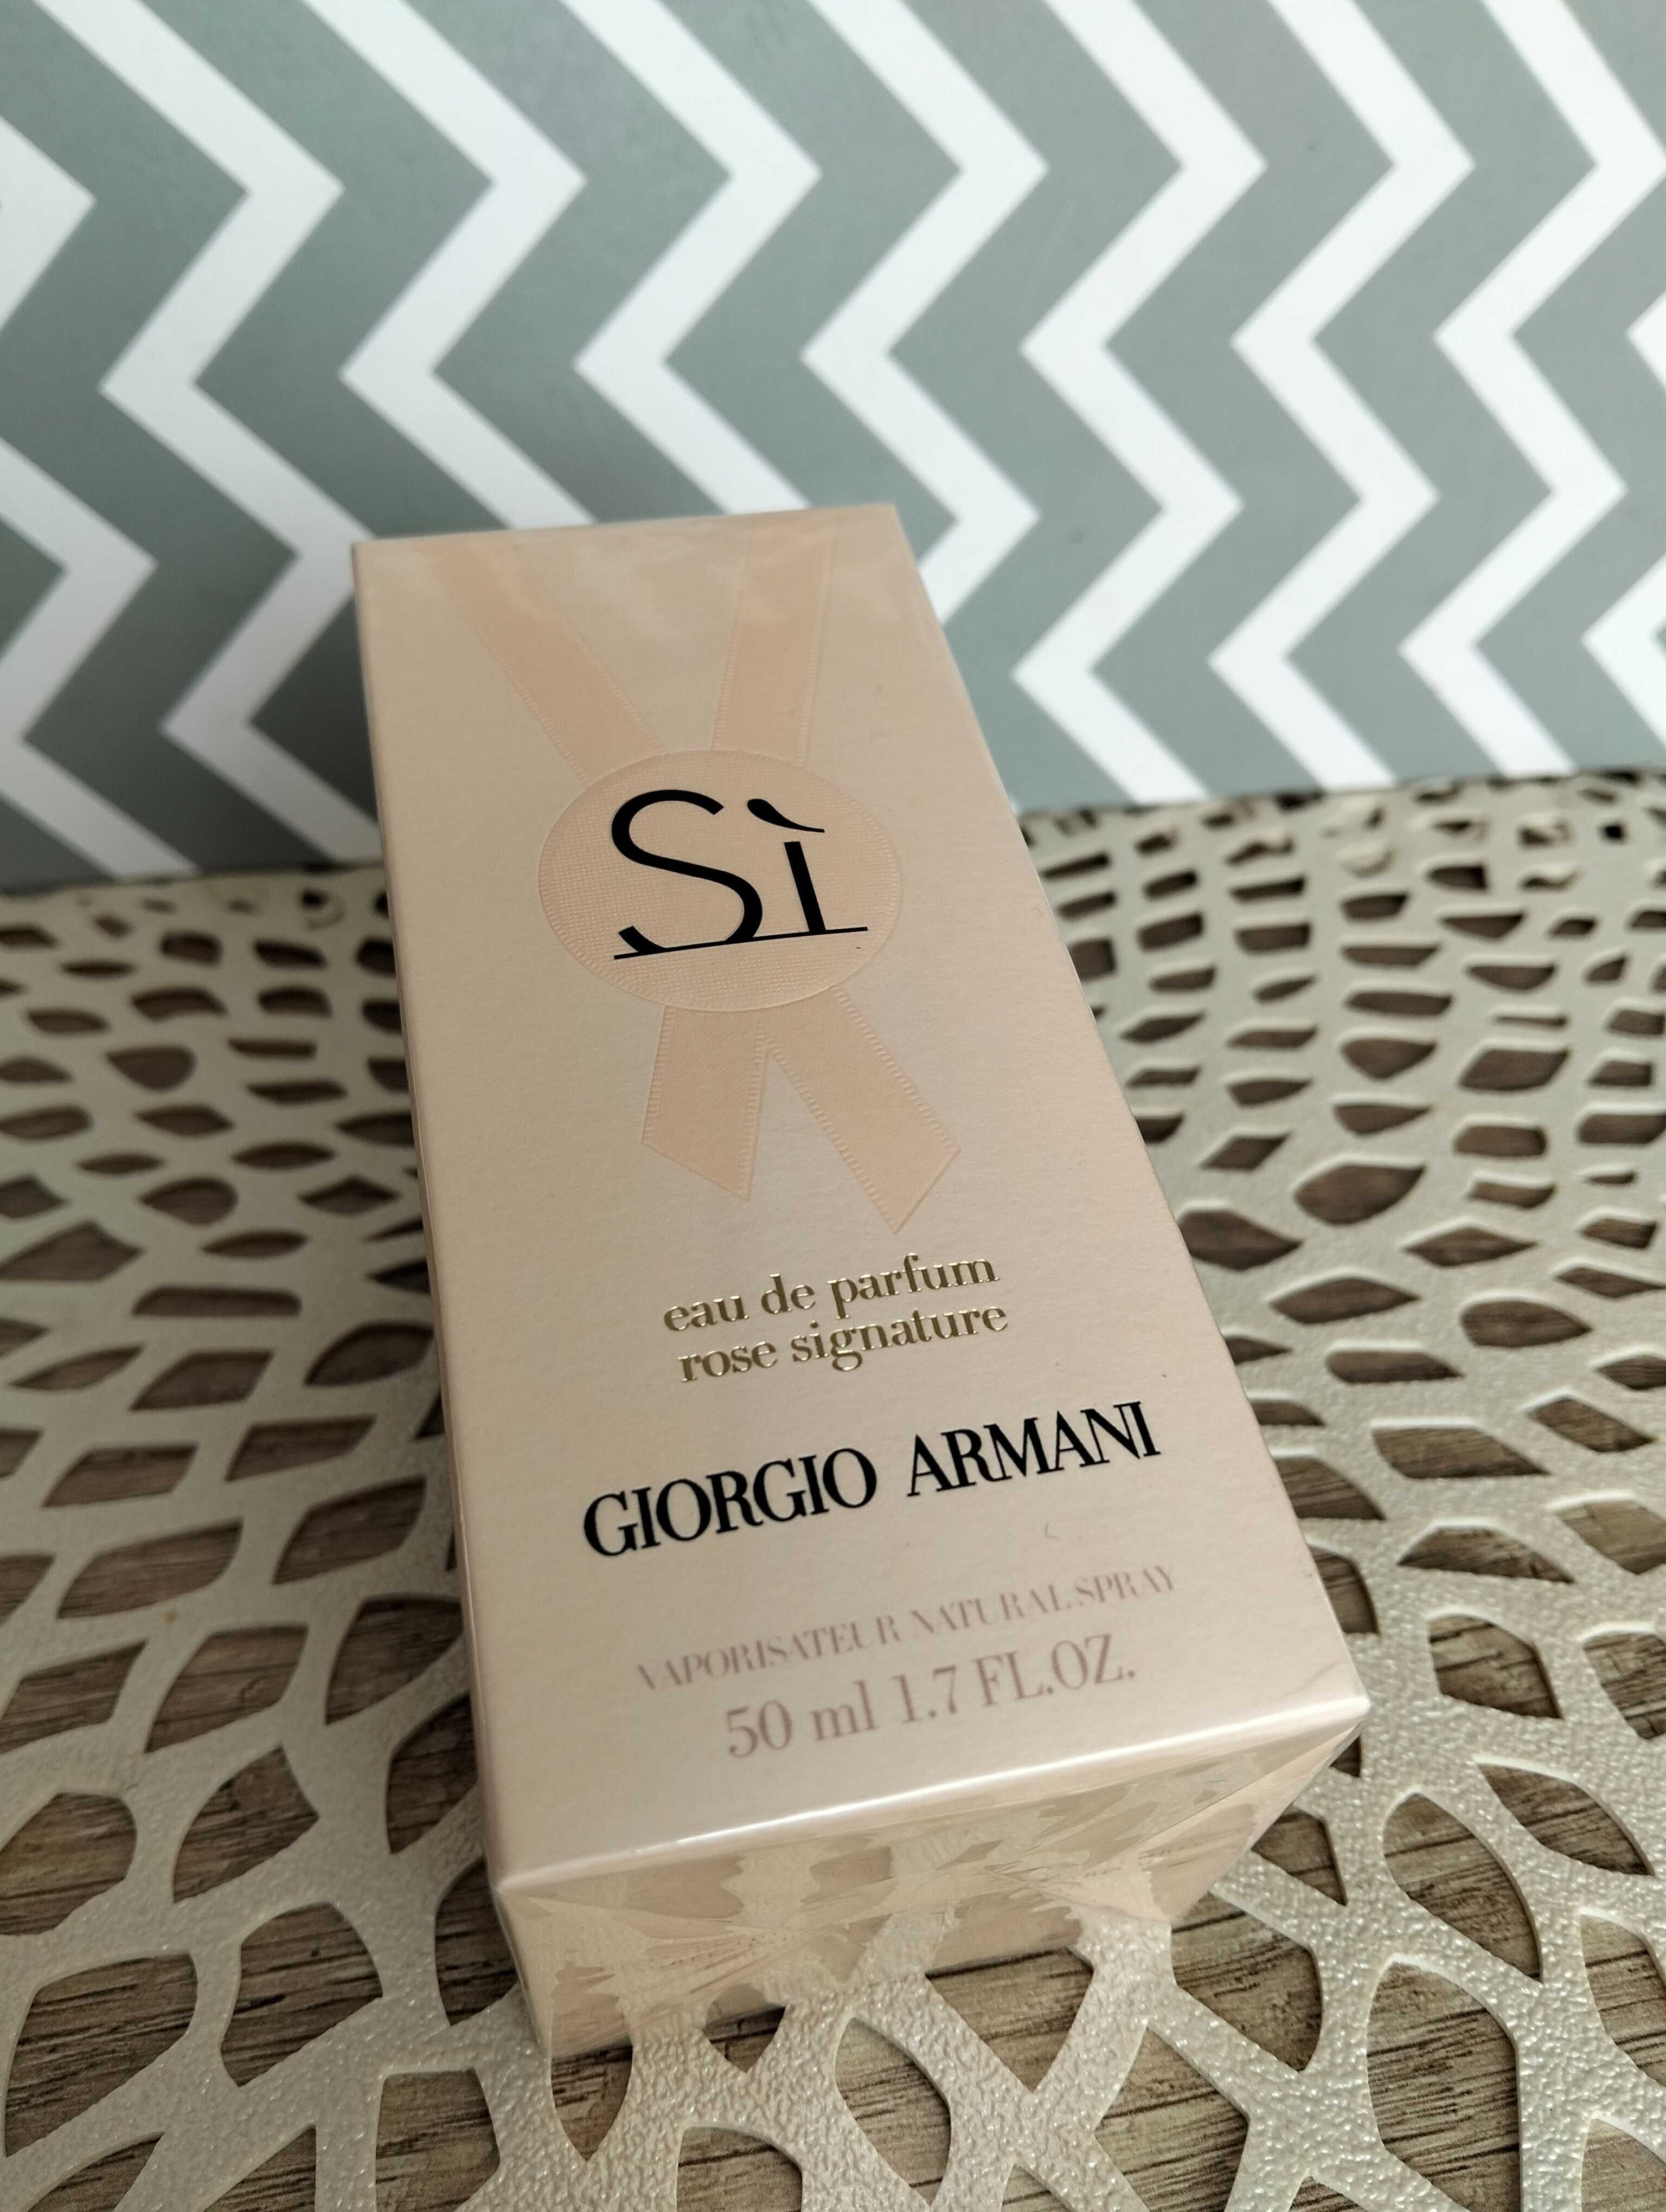 Sì
eau de parfum
rose signature
GIORGIO ARMANI
VAPORISATEUR NATURAL SPRAY
50 ml 1.7 FL.OZ.